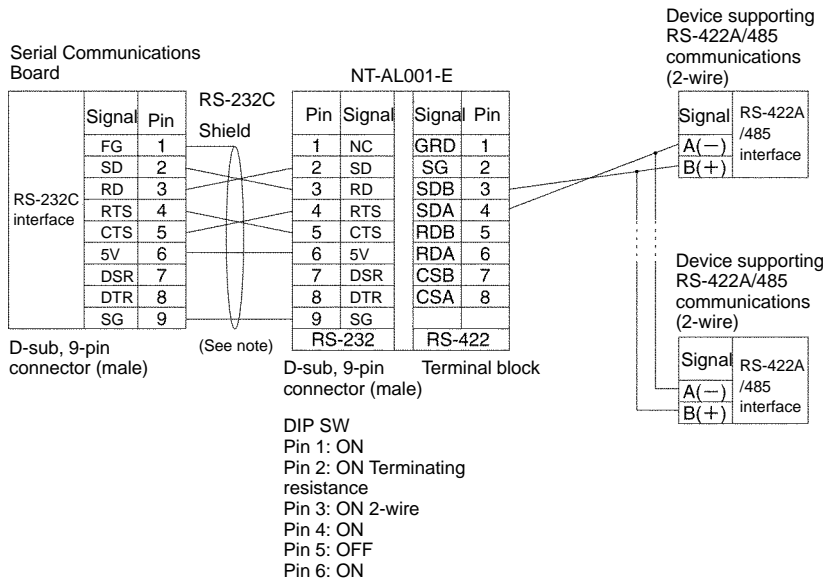 Device supporting
RS-422A/485
communications
(2-wire)
Serial Communications
Board
NT-AL001-E
RS-232C
Shield
Signal Pin
FG 1
SD 2
RD 3
RTS 4
CTS 5
5V 6
DSR 7
DTR 8
SG 9
RS-232C
interface
D-sub, 9-pin
connector (male)
(See note)
Pin Signal
1 NC
2 SD
3 RD
4 RTS
5 CTS
6 5V
7 DSR
8 DTR
9 SG
RS-232
D-sub, 9-pin
connector (male)
Signal Pin
GRD 1
SG 2
SDB 3
SDA 4
RDB 5
RDA 6
CSB 7
CSA 8
RS-422
Terminal block
Signal
A(−)
B(+)
RS-422A
/485
interface
Device supporting
RS-422A/485
communications
(2-wire)
Signal
A(−)
B(+)
RS-422A
/485
interface
DIP SW
Pin 1: ON
Pin 2: ON Terminating
resistance
Pin 3: ON 2-wire
Pin 4: ON
Pin 5: OFF
Pin 6: ON